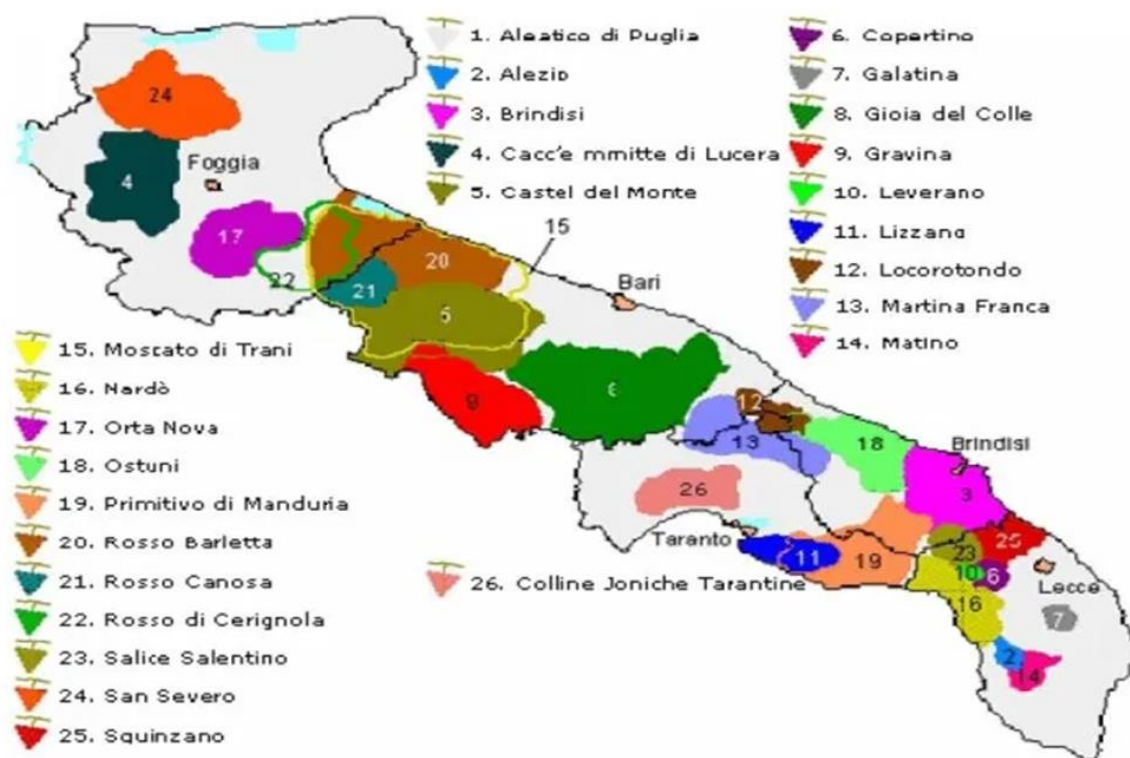 1. Aleatico di Puglia
2. Alezio
3. Brindisi
4. Cacc'e mmitte di Lucera
5. Castel del Monte
6. Copertino
7. Galatina
8. Gioia del Colle
9. Gravina
10. Leverano
11. Lizzano
12. Locorotondo
13. Martina Franca
14. Matino
24
Foggia
4
17
22
15
20
21
5
Bari
9
8
12
13
18
Brindisi
3
26
Taranto
11
19
23
25
10
6
Lecce
16
7
2
14
15. Moscato di Trani
16. Nardò
17. Orta Nova
18. Ostuni
19. Primitivo di Manduria
20. Rosso Barletta
21. Rosso Canosa
22. Rosso di Cerignola
23. Salice Salentino
24. San Severo
25. Squinzano
26. Colline Joniche Tarantine